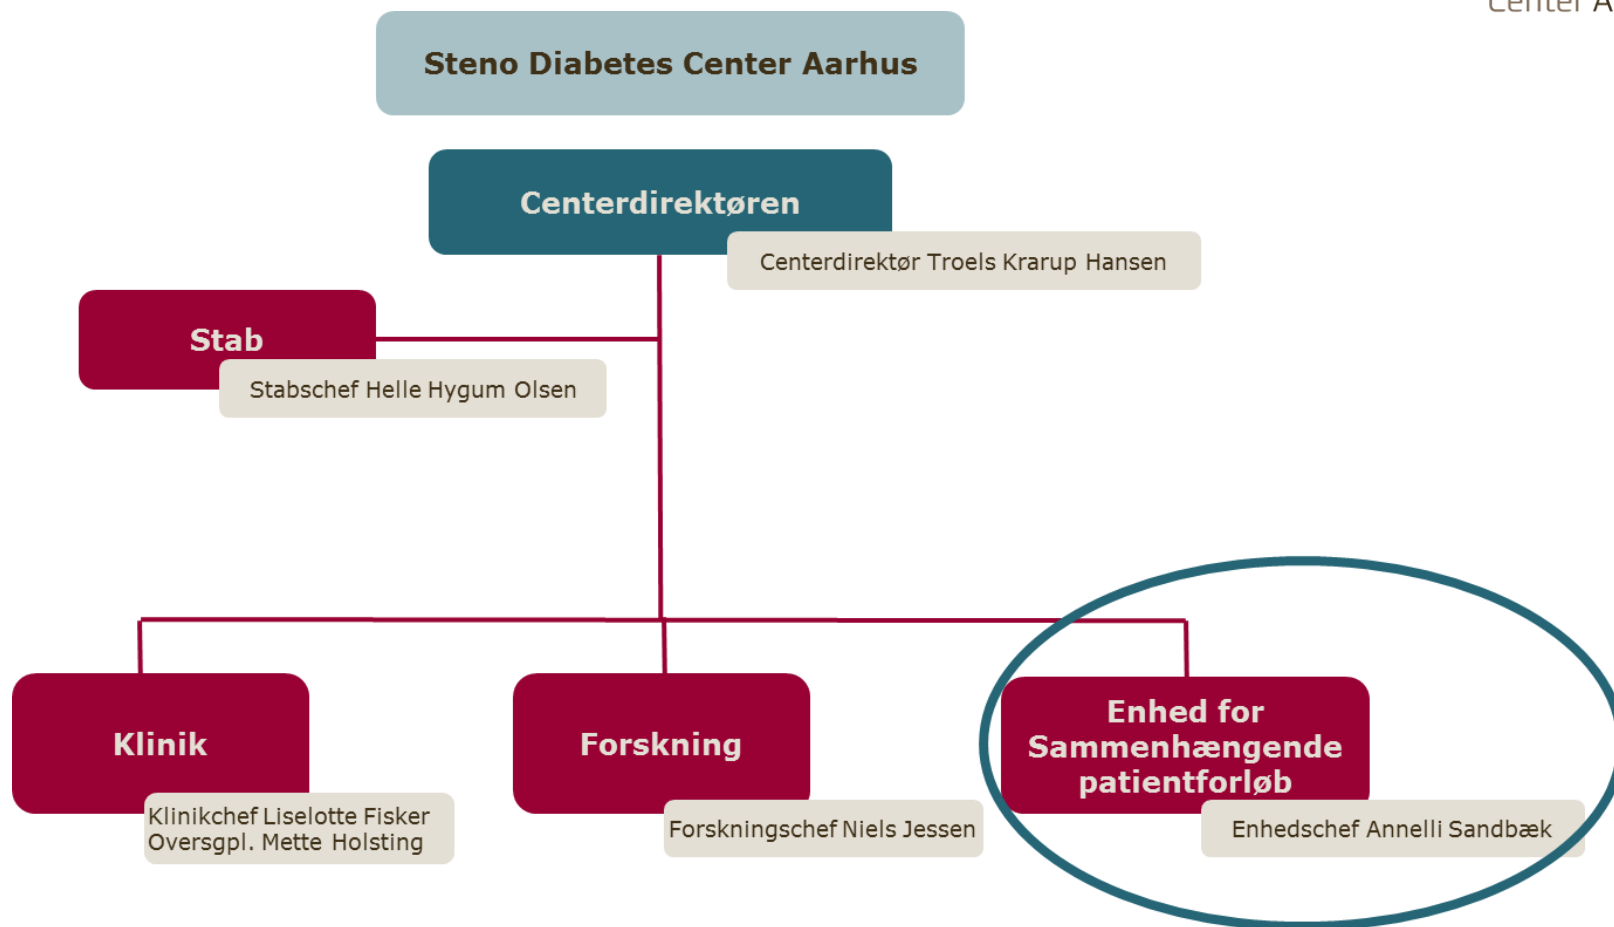 Center A
Steno Diabetes Center Aarhus
Centerdirektøren
Centerdirektør Troels Krarup Hansen
Stab
Stabschef Helle Hygum Olsen
Klinik
Klinikchef Liselotte Fisker
Oversgpl. Mette Holsting
Forskning
Forskningschef Niels Jessen
Enhed for
Sammenhængende
patientforløb
Enhedschef Annelli Sandbæk